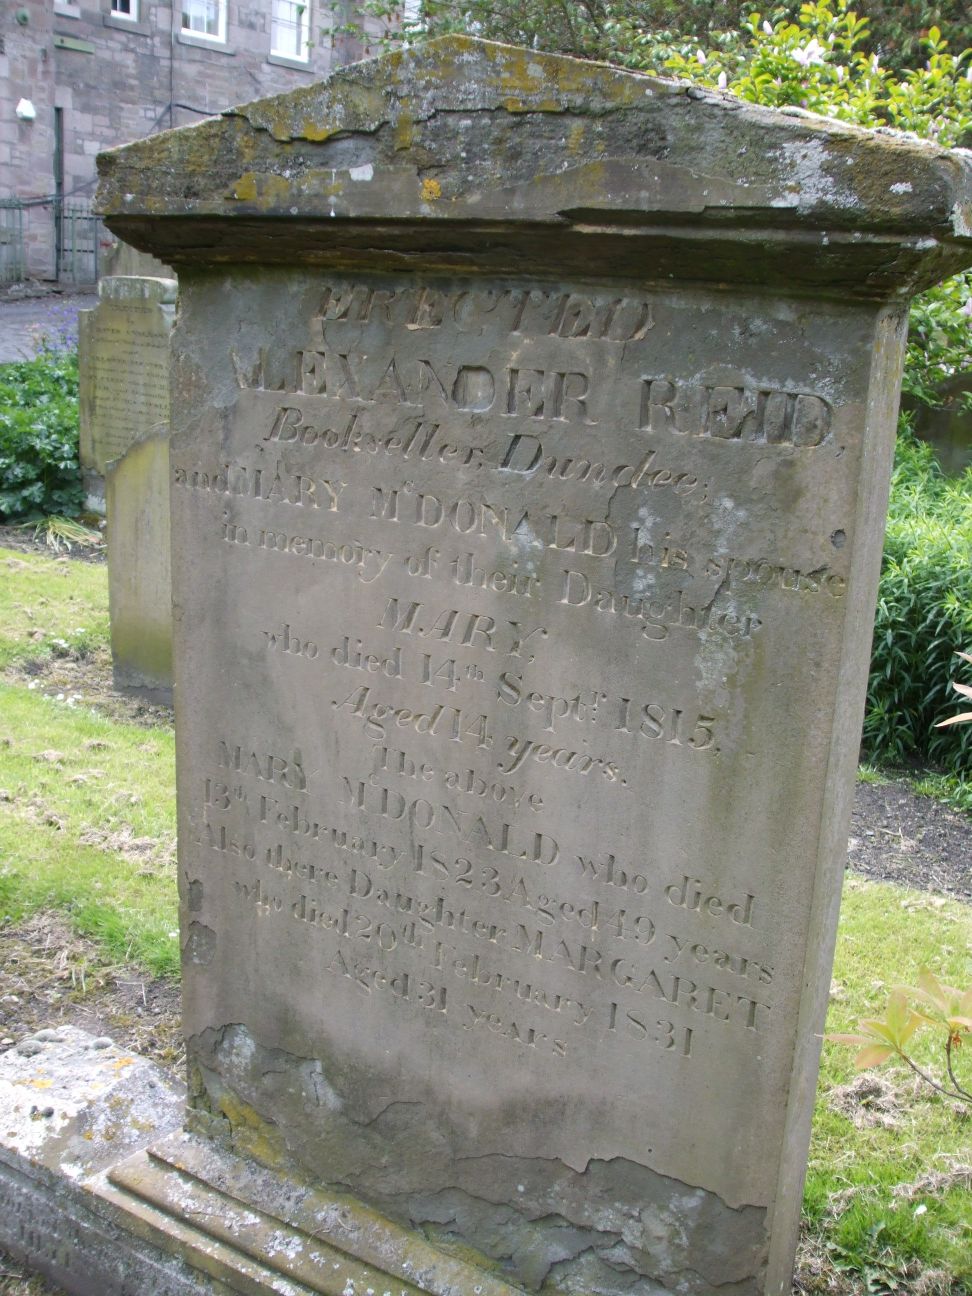 ERECTED
ALEXANDER REID,
Bookseller, Dundee,
and MARY McDONALD his spouse
in memory of their Daughter
MARY,
who died 14th Septr. 1815,
Aged 14 years.
The above
MARY McDONALD who died
13th February 1823 Aged 49 years
Also there Daughter MARGARET
who died 20th February 1831
Aged 31 years